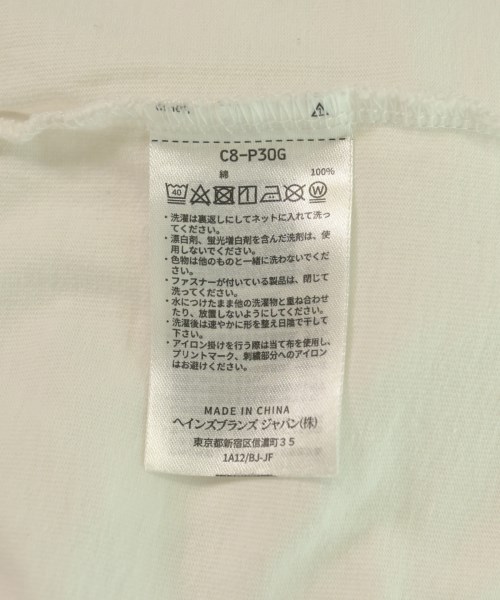 C8-P30G
綿 100%
40
・洗濯は裏返しにしてネットに入れて洗っ
てください。
・漂白剤、蛍光増白剤を含んだ洗剤は、使
用しないでください。
・色物は他のものと一緒に洗わないでくだ
さい。
・ファスナーが付いている製品は、閉じて
洗ってください。
・水につけたまま他の洗濯物と重ね合わせ
たり、放置しないようにしてください。
・洗濯後は速やかに形を整え日陰で干して
下さい。
・アイロン掛けを行う際は当て布を使用し、
プリントマーク、刺繍部分へのアイロン
はお避けください。
MADE IN CHINA
ヘインズブランズ ジャパン(株)
東京都新宿区信濃町35
1A12/BJ-JF